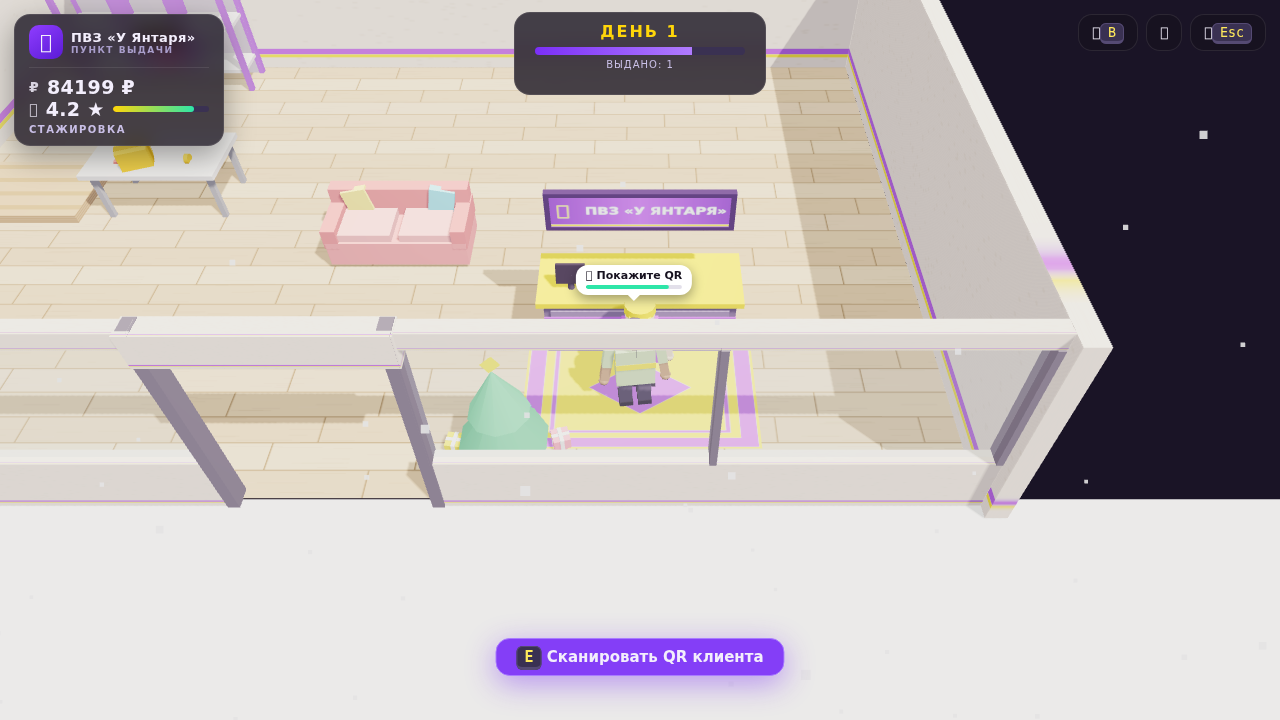 ПВЗ «У Янтаря»
ПУНКТ ВЫДАЧИ
₽ 84199 ₽
4.2 ★
СТАЖИРОВКА
ДЕНЬ 1
ВЫДАНО: 1
B
Esc
ПВЗ «У ЯНТАРЯ»
Покажите QR
E Сканировать QR клиента